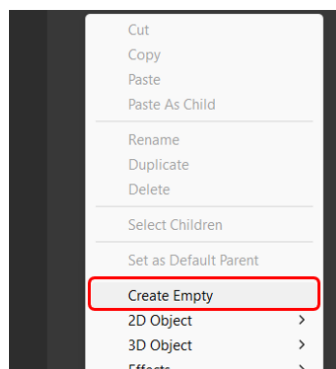 Cut
Copy
Paste
Paste As Child
Rename
Duplicate
Delete
Select Children
Set as Default Parent
Create Empty
2D Object
3D Object
Effects